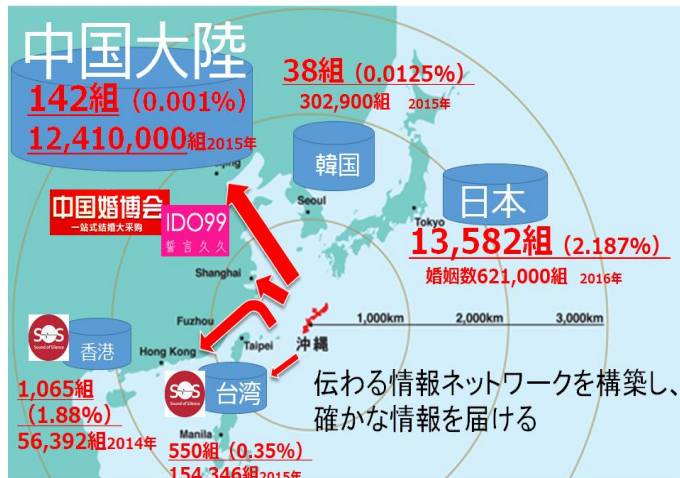 中国大陸
142組（0.001%）
12,410,000組2015年
38組（0.0125%）
302,900組 2015年
韓国
Seoul
日本
Tokyo
13,582組（2.187%）
婚姻数621,000組 2016年
中国婚博会
一站式结婚大采购
IDO99
誓言久久
Shanghai
Fuzhou
1,000km
2,000km
3,000km
沖縄
SOS
Sound of Silence
香港
Hong Kong
Taipei
1,065組
（1.88%）
56,392組2014年
SOS
Sound of Silence
台湾
Manila
550組（0.35%）
154,346組2015年
伝わる情報ネットワークを構築し、
確かな情報を届ける